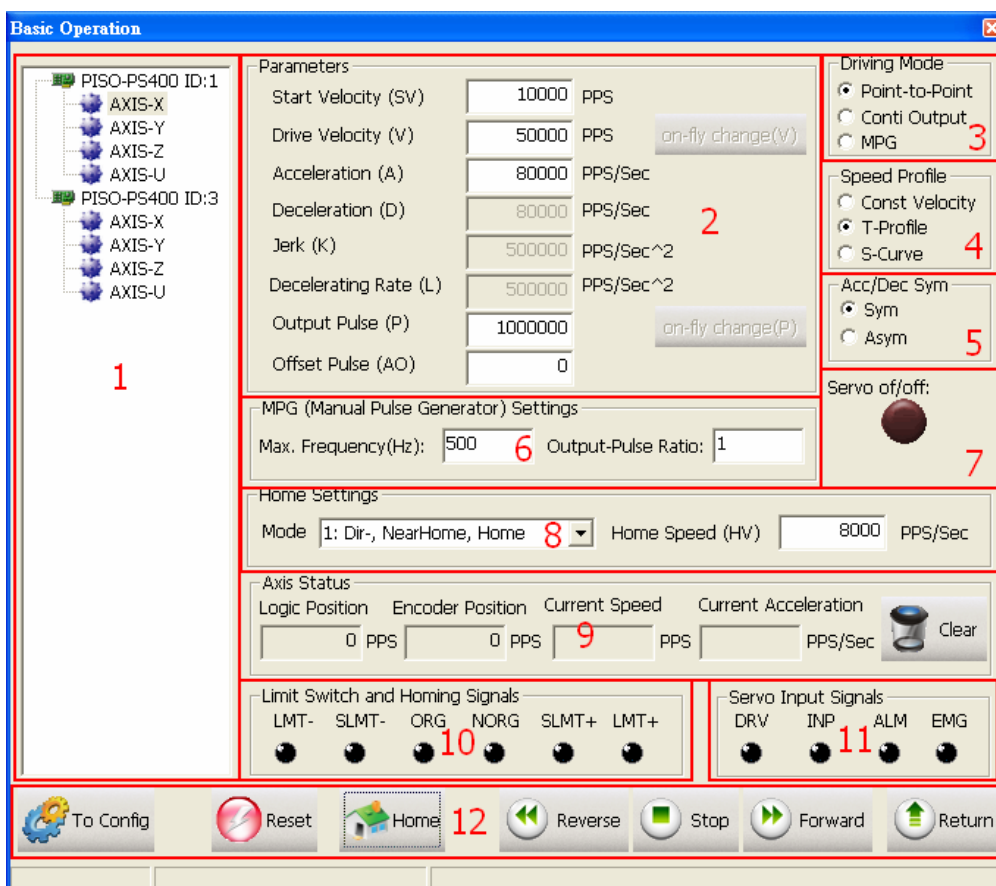 Basic Operation
PISO-PS400 ID:1
AXIS-X
AXIS-Y
AXIS-Z
AXIS-U
PISO-PS400 ID:3
AXIS-X
AXIS-Y
AXIS-Z
AXIS-U
1
Parameters
Start Velocity (SV) 10000 PPS
Drive Velocity (V) 50000 PPS on-fly change(V)
Acceleration (A) 80000 PPS/Sec
Deceleration (D) 80000 PPS/Sec
2
Jerk (K) 500000 PPS/Sec^2
Decelerating Rate (L) 500000 PPS/Sec^2
Output Pulse (P) 1000000 on-fly change(P)
Offset Pulse (AO) 0
Driving Mode
Point-to-Point
Conti Output
MPG
3
Speed Profile
Const Velocity
T-Profile
S-Curve
4
Acc/Dec Sym
Sym
Asym
5
MPG (Manual Pulse Generator) Settings
Max. Frequency(Hz): 500 6 Output-Pulse Ratio: 1
Servo of/off:
7
Home Settings
Mode 1: Dir-, NearHome, Home 8 Home Speed (HV) 8000 PPS/Sec
Axis Status
Logic Position Encoder Position Current Speed Current Acceleration
0 PPS 0 PPS 9 PPS PPS/Sec Clear
Limit Switch and Homing Signals
LMT- SLMT- ORG NORG SLMT+ LMT+
10
Servo Input Signals
DRV INP ALM EMG
11
To Config Reset Home 12 Reverse Stop Forward Return